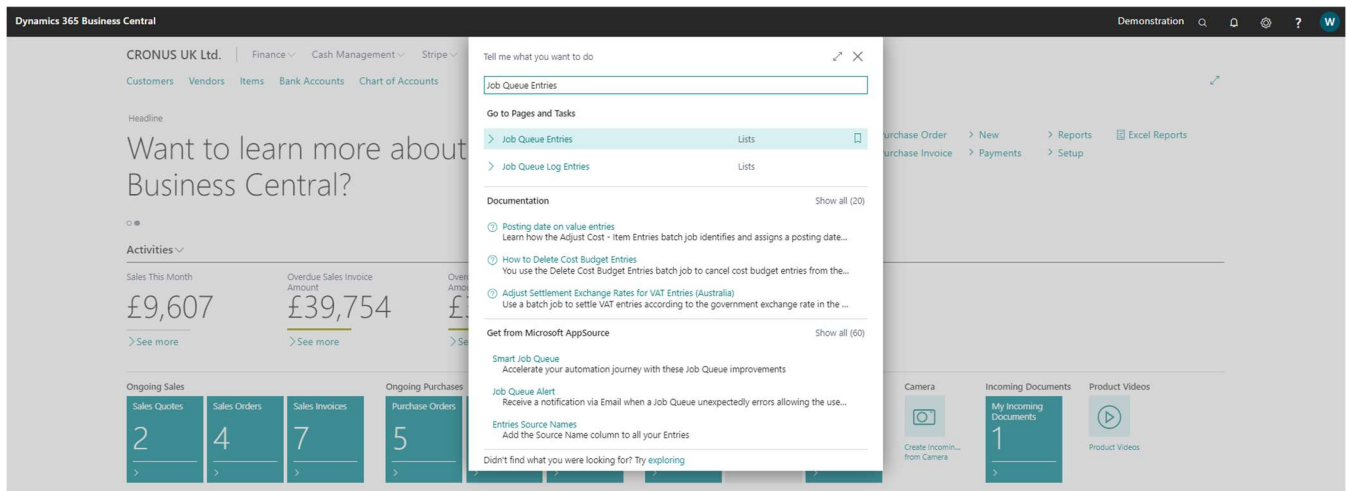 Dynamics 365 Business Central
Demonstration
?
W
CRONUS UK Ltd.
Finance
Cash Management
Stripe
Customers
Vendors
Items
Bank Accounts
Chart of Accounts
Headline
Want to learn more about
Business Central?
Activities
Sales This Month
£9,607
See more
Overdue Sales Invoice
Amount
£39,754
See more
Ongoing Sales
Sales Quotes
2
Sales Orders
4
Sales Invoices
7
Ongoing Purchases
Purchase Orders
5
Tell me what you want to do
Job Queue Entries
Go to Pages and Tasks
Job Queue Entries Lists
Job Queue Log Entries Lists
Documentation Show all (20)
Posting date on value entries
Learn how the Adjust Cost - Item Entries batch job identifies and assigns a posting date...
How to Delete Cost Budget Entries
You use the Delete Cost Budget Entries batch job to cancel cost budget entries from the...
Adjust Settlement Exchange Rates for VAT Entries (Australia)
Use a batch job to settle VAT entries according to the government exchange rate in the ...
Get from Microsoft AppSource Show all (60)
Smart Job Queue
Accelerate your automation journey with these Job Queue improvements
Job Queue Alert
Receive a notification via Email when a Job Queue unexpectedly errors allowing the use...
Entries Source Names
Add the Source Name column to all your Entries
Didn't find what you were looking for? Try exploring
urchase Order
New
Reports
Excel Reports
urchase Invoice
Payments
Setup
Camera
Create Incomin...
from Camera
Incoming Documents
My Incoming
Documents
1
Product Videos
Product Videos